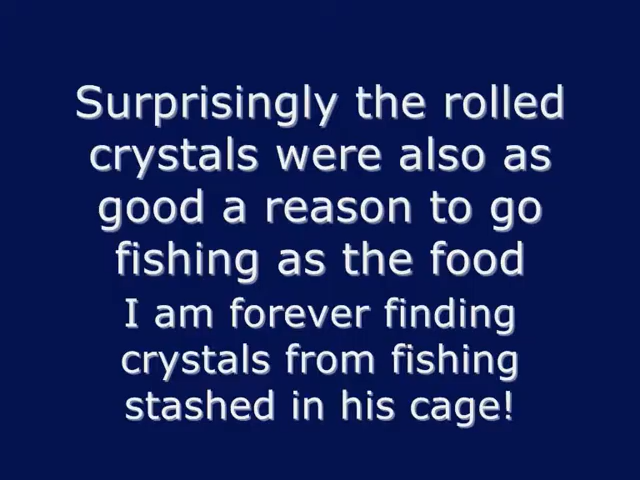 Surprisingly the rolled
crystals were also as
good a reason to go
fishing as the food
I am forever finding
crystals from fishing
stashed in his cage!